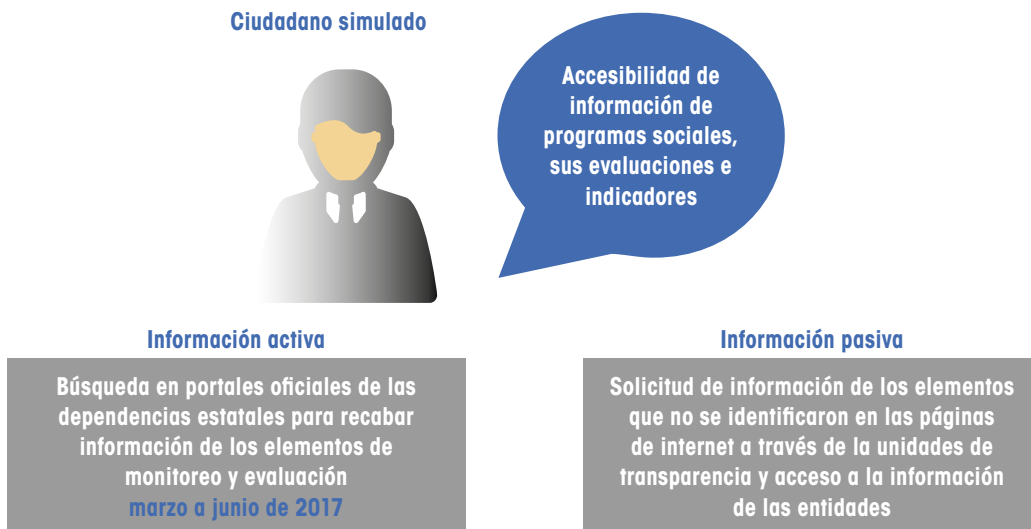 Ciudadano simulado
Accesibilidad de
información de
programas sociales,
sus evaluaciones e
indicadores
Información activa
Búsqueda en portales oficiales de las
dependencias estatales para recabar
información de los elementos de
monitoreo y evaluación
marzo a junio de 2017
Información pasiva
Solicitud de información de los elementos
que no se identificaron en las páginas
de internet a través de la unidades de
transparencia y acceso a la información
de las entidades